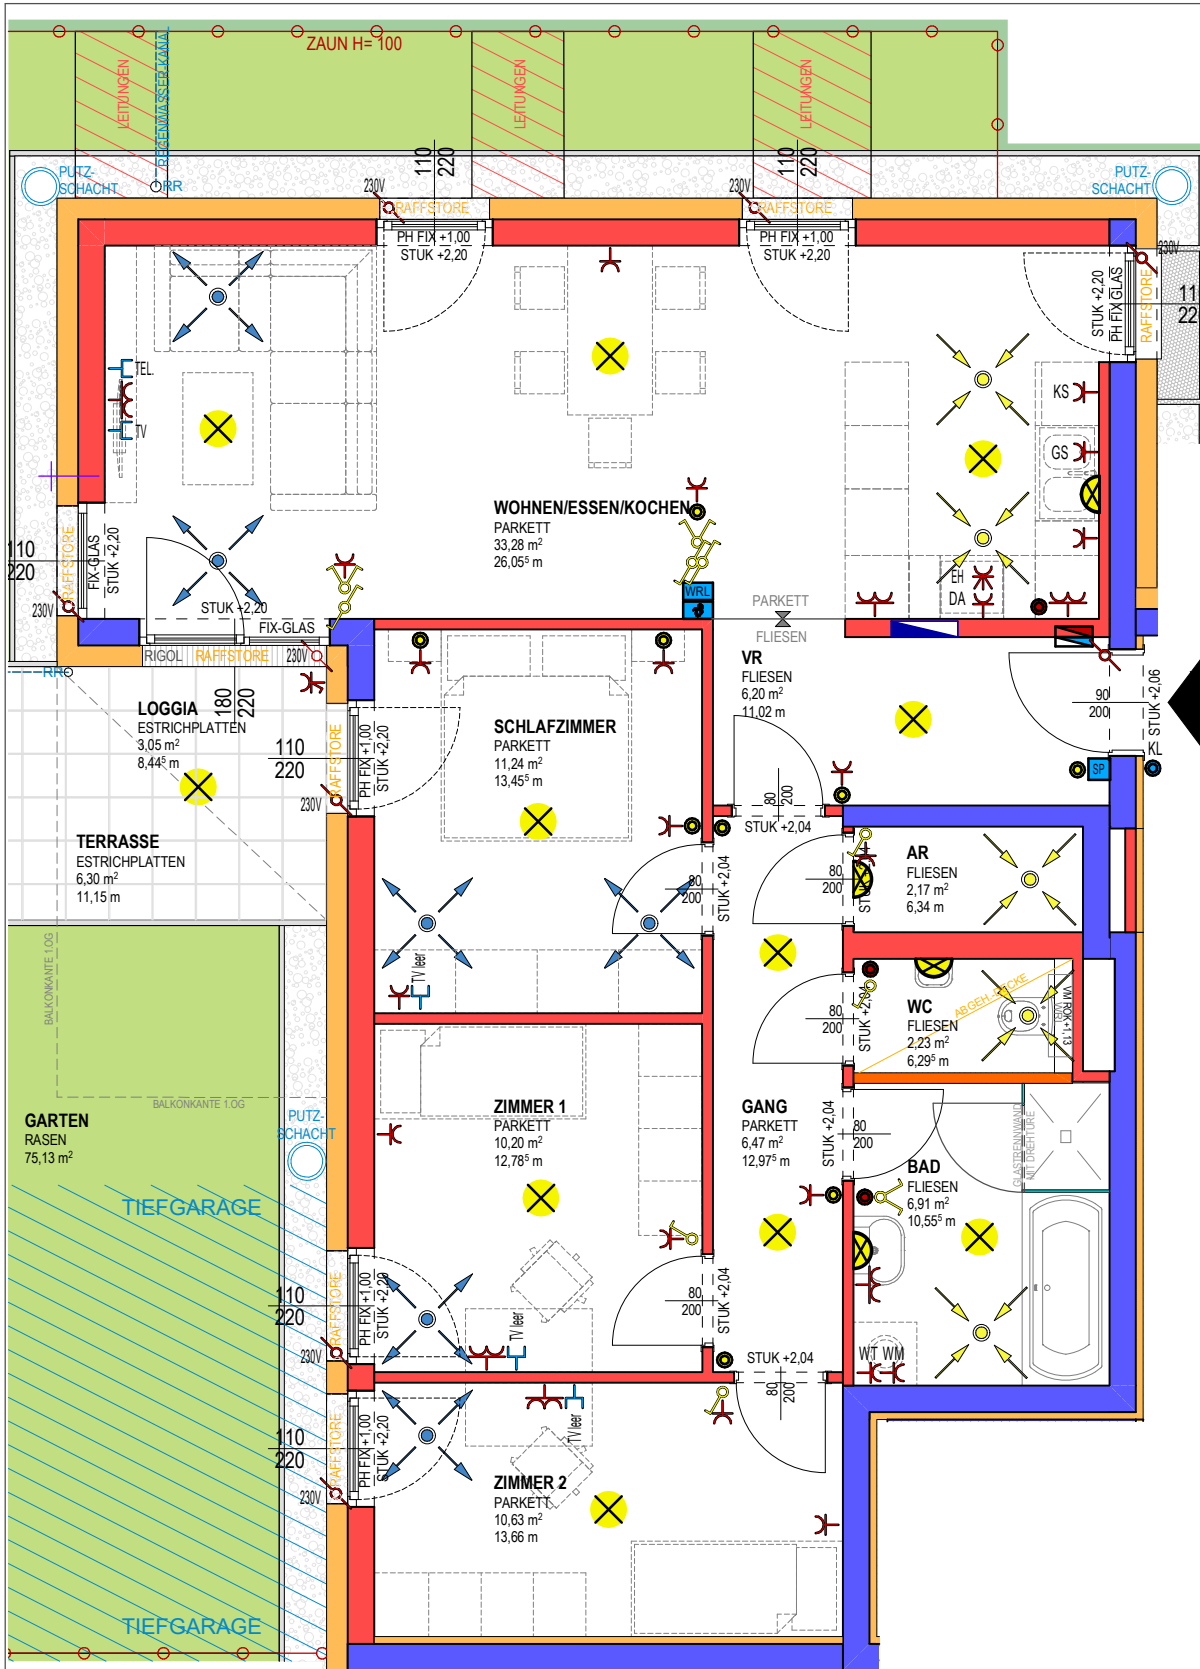 ZAUN H= 100
LEITUNGEN
REGENWASSER-KANAL
LEITUNGEN
LEITUNGEN
PUTZ-
SCHACHT
RR
230V
RAFFSTORE
110
220
PH FIX +1,00
STUK +2,20
230V
RAFFSTORE
110
220
PH FIX +1,00
STUK +2,20
PUTZ-
SCHACHT
230V
STUK +2,20
PH FIX GLAS
RAFFSTORE
11
22
TEL.
TV
KS
GS
EH
DA
WOHNEN/ESSEN/KOCHEN
PARKETT
33,28 m²
26,05⁵ m
110
220
RAFFSTORE
FIX-GLAS
STUK +2,20
230V
STUK +2,20
FIX-GLAS
RIGOL
RAFFSTORE
230V
180
220
WRL
PARKETT
FLIESEN
VR
FLIESEN
6,20 m²
11,02 m
90
200
STUK +2,06
KL
SP
RR
LOGGIA
ESTRICHPLATTEN
3,05 m²
8,44⁵ m
110
220
RAFFSTORE
PH FIX +1,00
STUK +2,20
230V
SCHLAFZIMMER
PARKETT
11,24 m²
13,45⁵ m
80
200
STUK +2,04
TERRASSE
ESTRICHPLATTEN
6,30 m²
11,15 m
80
200
STUK +2,04
80
200
AR
FLIESEN
2,17 m²
6,34 m
TV leer
BALKONKANTE 1.OG
BALKONKANTE 1.OG
80
200
STUK +2,04
WC
FLIESEN
2,23 m²
6,29⁵ m
ABGEH. DECKE
VM ROK+1,13
GARTEN
RASEN
75,13 m²
PUTZ-
SCHACHT
ZIMMER 1
PARKETT
10,20 m²
12,78⁵ m
GANG
PARKETT
6,47 m²
12,97⁵ m
STUK +2,04
80
200
BAD
FLIESEN
6,91 m²
10,55⁵ m
GLASTRENNWAND
MIT DREHTÜRE
TIEFGARAGE
110
220
RAFFSTORE
PH FIX +1,00
STUK +2,20
230V
TV leer
80
200
STUK +2,04
WT WM
STUK +2,04
80
200
110
220
RAFFSTORE
PH FIX +1,00
STUK +2,20
230V
TV leer
ZIMMER 2
PARKETT
10,63 m²
13,66 m
TIEFGARAGE